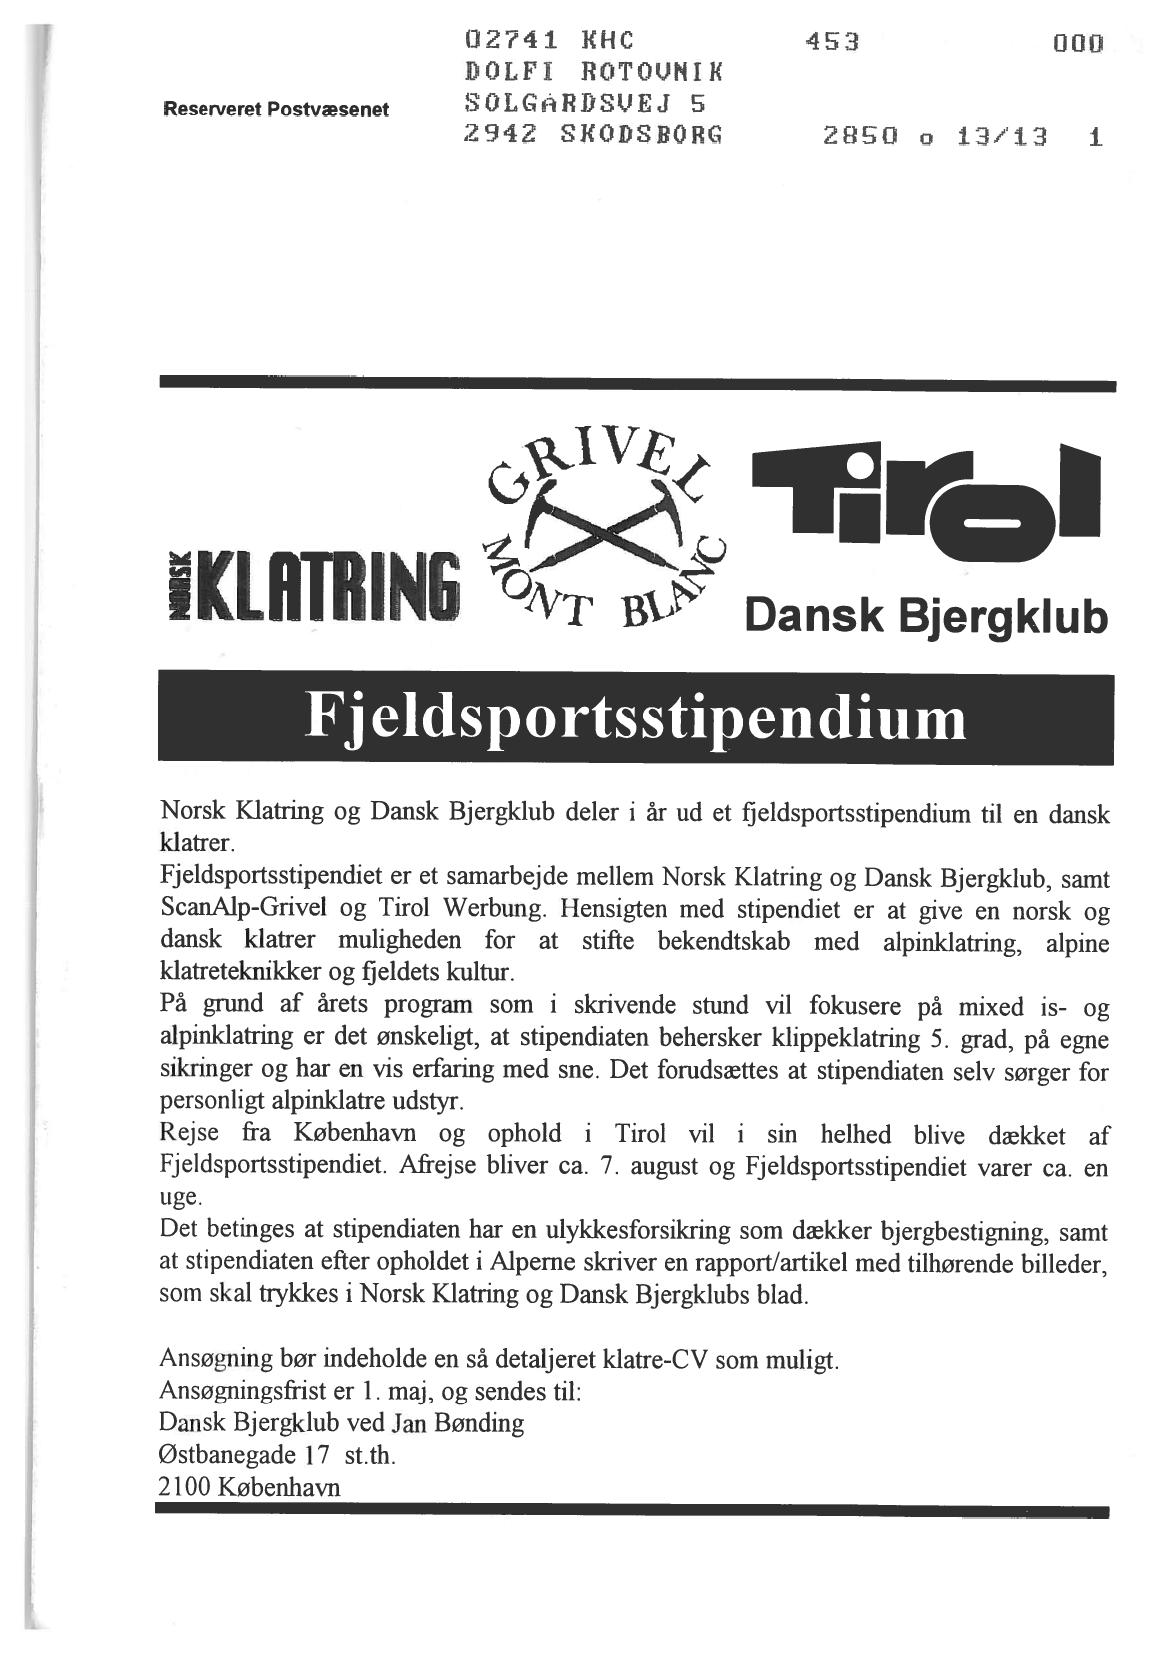 02741 KHC 453 000
DOLFI ROTOVNIK
Reserveret Postvæsenet
SOLGÅRDSVEJ 5
2942 SKODSBORG 2850 o 13/13 1
GRIVEL
MONT BLANC
Tirol
NORSK KLATRING
Dansk Bjergklub
Fjeldsportsstipendium
Norsk Klatring og Dansk Bjergklub deler i år ud et fjeldsportsstipendium til en dansk
klatrer.
Fjeldsportsstipendiet er et samarbejde mellem Norsk Klatring og Dansk Bjergklub, samt
ScanAlp-Grivel og Tirol Werbung. Hensigten med stipendiet er at give en norsk og
dansk klatrer muligheden for at stifte bekendtskab med alpinklatring, alpine
klatreteknikker og fjeldets kultur.
På grund af årets program som i skrivende stund vil fokusere på mixed is- og
alpinklatring er det ønskeligt, at stipendiaten behersker klippeklatring 5. grad, på egne
sikringer og har en vis erfaring med sne. Det forudsættes at stipendiaten selv sørger for
personligt alpinklatre udstyr.
Rejse fra København og ophold i Tirol vil i sin helhed blive dækket af
Fjeldsportsstipendiet. Afrejse bliver ca. 7. august og Fjeldsportsstipendiet varer ca. en
uge.
Det betinges at stipendiaten har en ulykkesforsikring som dækker bjergbestigning, samt
at stipendiaten efter opholdet i Alperne skriver en rapport/artikel med tilhørende billeder,
som skal trykkes i Norsk Klatring og Dansk Bjergklubs blad.
Ansøgning bør indeholde en så detaljeret klatre-CV som muligt.
Ansøgningsfrist er 1. maj, og sendes til:
Dansk Bjergklub ved Jan Bønding
Østbanegade 17 st.th.
2100 København